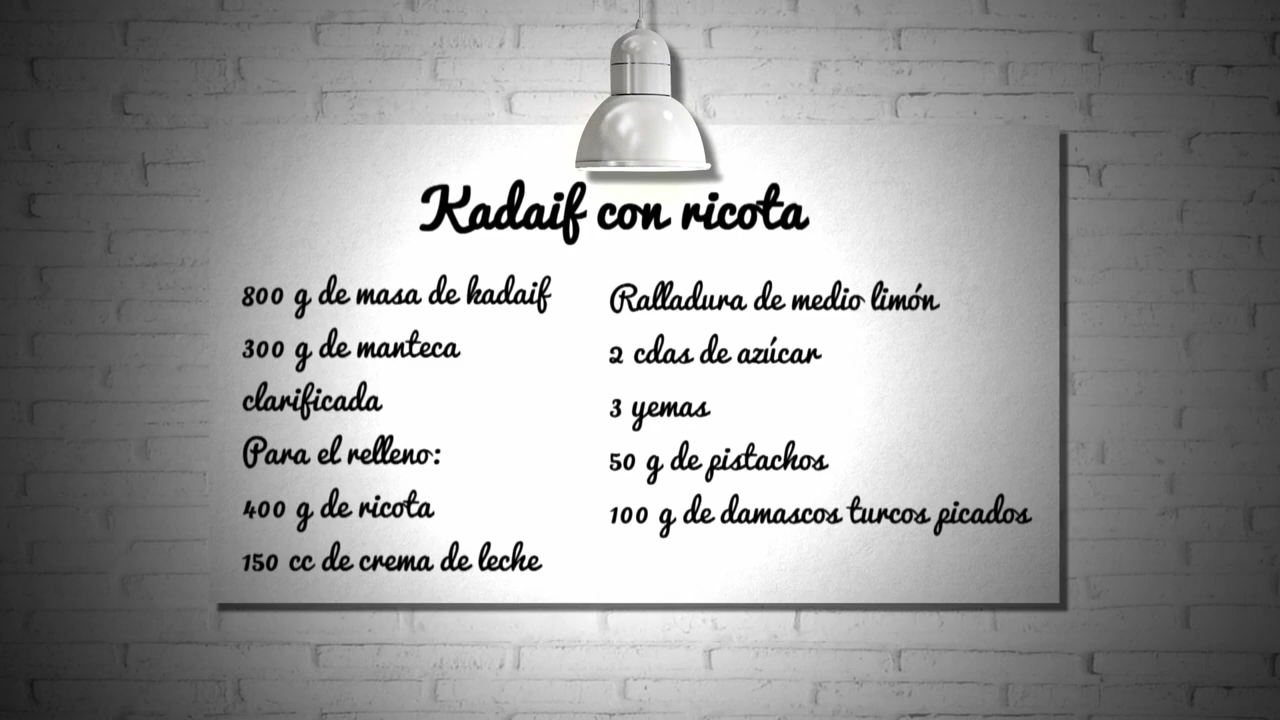 Kadaif con ricota
800 g de masa de kadaif
300 g de manteca
clarificada
Para el relleno:
400 g de ricota
150 cc de crema de leche
Ralladura de medio limón
2 cdas de azúcar
3 yemas
50 g de pistachos
100 g de damascos turcos picados